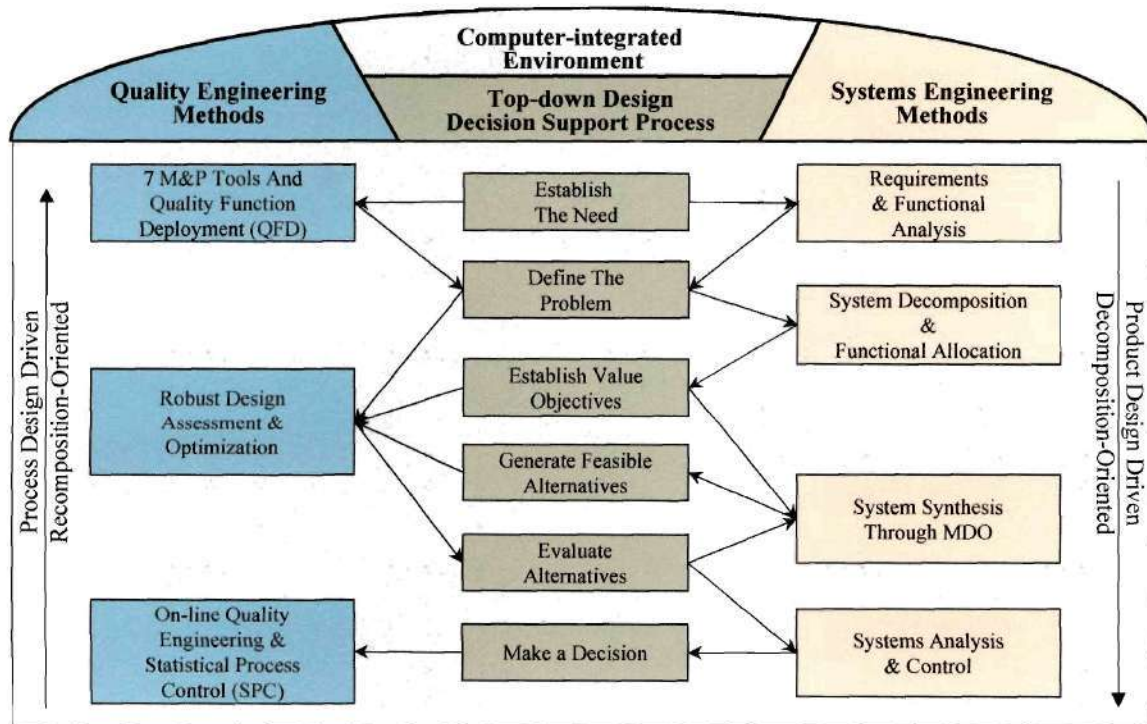 Computer-integrated
Environment
Quality Engineering
Methods
Top-down Design
Decision Support Process
Systems Engineering
Methods
7 M&P Tools And
Quality Function
Deployment (QFD)
Establish
The Need
Requirements
& Functional
Analysis
Define The
Problem
System Decomposition
&
Functional Allocation
Robust Design
Assessment &
Optimization
Establish Value
Objectives
Generate Feasible
Alternatives
System Synthesis
Through MDO
Evaluate
Alternatives
On-line Quality
Engineering &
Statistical Process
Control (SPC)
Make a Decision
Systems Analysis
& Control
Process Design Driven
Recomposition-Oriented
Product Design Driven
Decomposition-Oriented